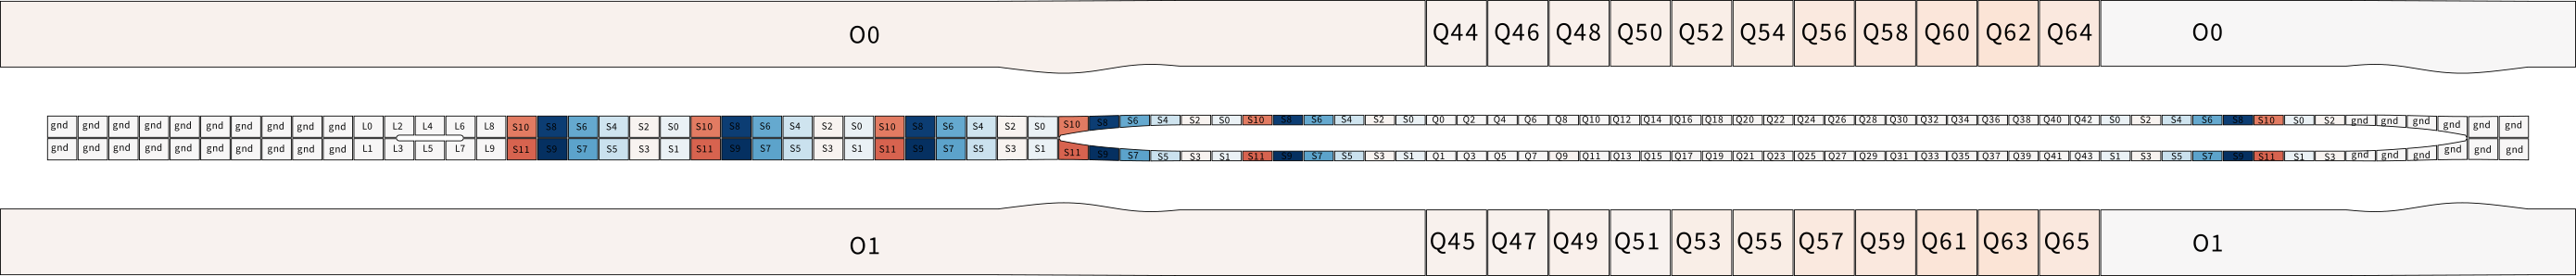 O0 Q44 Q46 Q48 Q50 Q52 Q54 Q56 Q58 Q60 Q62 Q64 O0
gnd gnd gnd gnd gnd gnd gnd gnd gnd gnd L0 L2 L4 L6 L8 S10 S8 S6 S4 S2 S0 S10 S8 S6 S4 S2 S0 S10 S8 S6 S4 S2 S0 S10 S8 S6 S4 S2 S0 S10 S8 S6 S4 S2 S0 Q0 Q2 Q4 Q6 Q8 Q10 Q12 Q14 Q16 Q18 Q20 Q22 Q24 Q26 Q28 Q30 Q32 Q34 Q36 Q38 Q40 Q42 S0 S2 S4 S6 S8 S10 S0 S2 gnd gnd gnd gnd gnd gnd
gnd gnd gnd gnd gnd gnd gnd gnd gnd gnd L1 L3 L5 L7 L9 S11 S9 S7 S5 S3 S1 S11 S9 S7 S5 S3 S1 S11 S9 S7 S5 S3 S1 S11 S9 S7 S5 S3 S1 S11 S9 S7 S5 S3 S1 Q1 Q3 Q5 Q7 Q9 Q11 Q13 Q15 Q17 Q19 Q21 Q23 Q25 Q27 Q29 Q31 Q33 Q35 Q37 Q39 Q41 Q43 S1 S3 S5 S7 S9 S11 S1 S3 gnd gnd gnd gnd gnd gnd
O1 Q45 Q47 Q49 Q51 Q53 Q55 Q57 Q59 Q61 Q63 Q65 O1